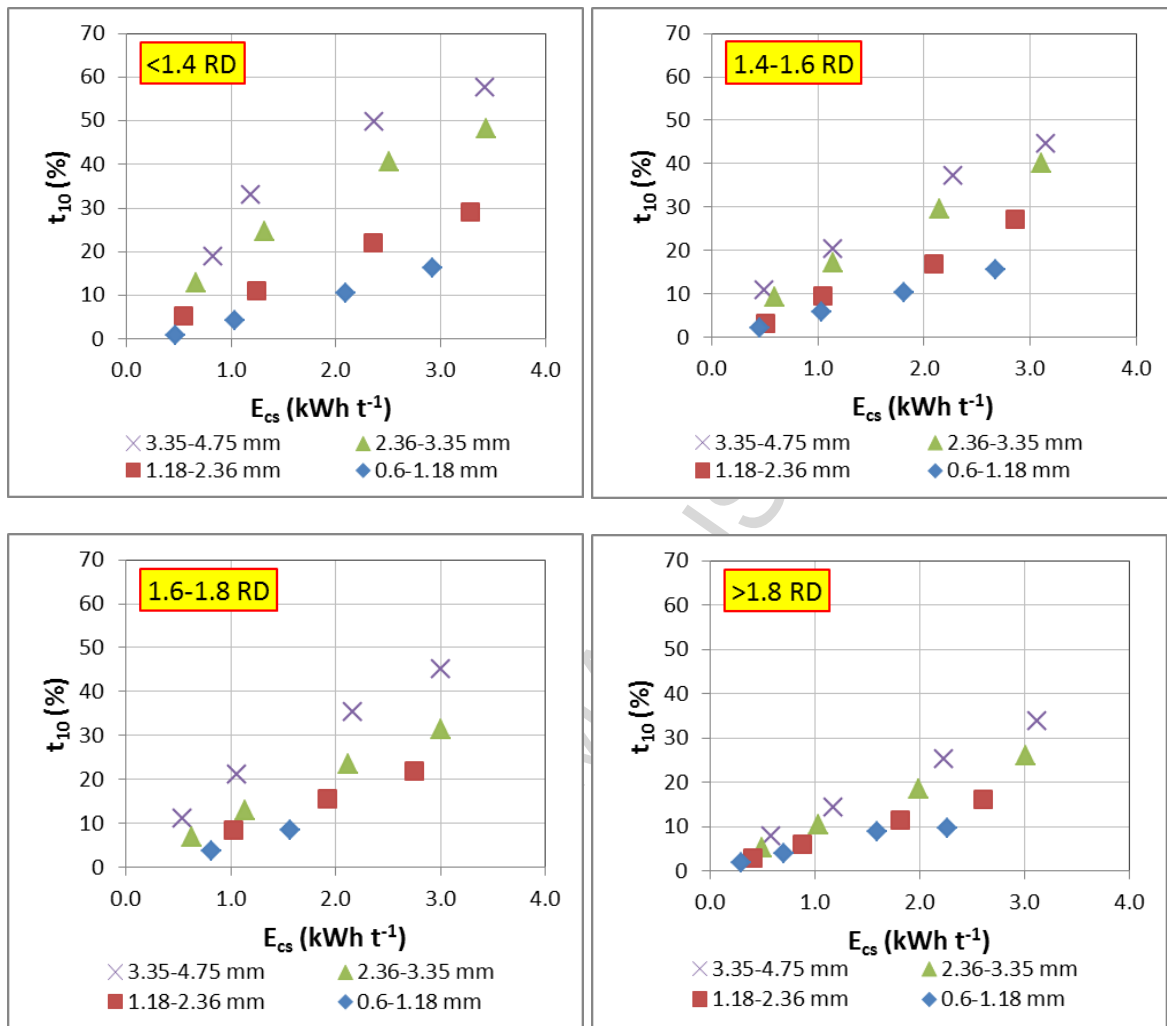 <1.4 RD
70
60
50
40
30
20
10
0
t10 (%)
0.0 1.0 2.0 3.0 4.0
Ecs (kWh t-1)
3.35-4.75 mm 2.36-3.35 mm
1.18-2.36 mm 0.6-1.18 mm
1.4-1.6 RD
70
60
50
40
30
20
10
0
t10 (%)
0.0 1.0 2.0 3.0 4.0
Ecs (kWh t-1)
3.35-4.75 mm 2.36-3.35 mm
1.18-2.36 mm 0.6-1.18 mm
1.6-1.8 RD
70
60
50
40
30
20
10
0
t10 (%)
0.0 1.0 2.0 3.0 4.0
Ecs (kWh t-1)
3.35-4.75 mm 2.36-3.35 mm
1.18-2.36 mm 0.6-1.18 mm
>1.8 RD
70
60
50
40
30
20
10
0
t10 (%)
0.0 1.0 2.0 3.0 4.0
Ecs (kWh t-1)
3.35-4.75 mm 2.36-3.35 mm
1.18-2.36 mm 0.6-1.18 mm